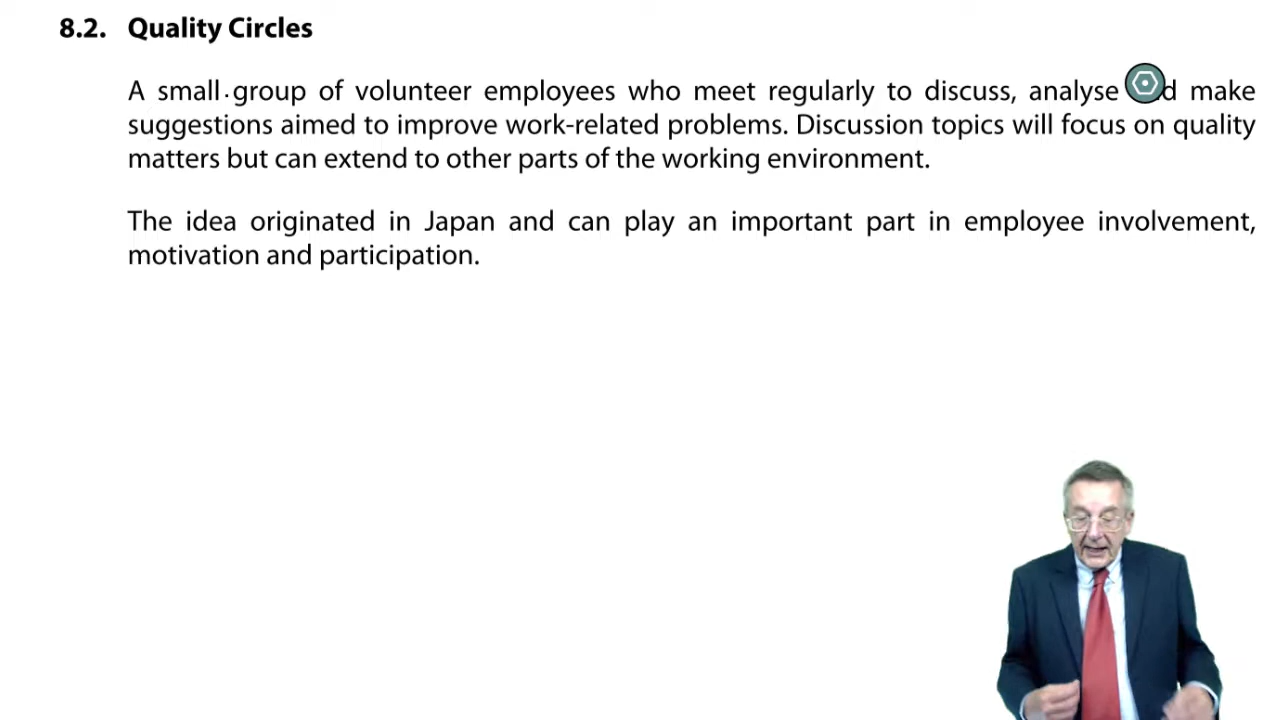 8.2. Quality Circles
A small group of volunteer employees who meet regularly to discuss, analyse make
suggestions aimed to improve work-related problems. Discussion topics will focus on quality
matters but can extend to other parts of the working environment.
The idea originated in Japan and can play an important part in employee involvement,
motivation and participation.